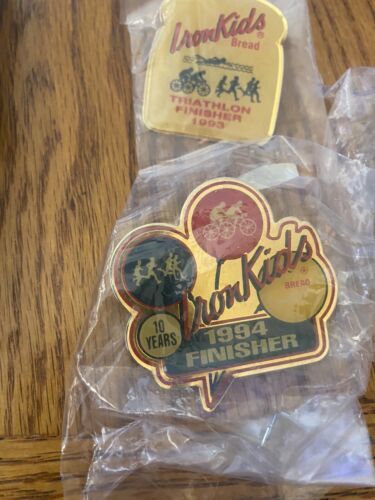 IronKids®
Bread
TRIATHLON
FINISHER
1993
IronKids®
BREAD
10
YEARS
1994
FINISHER